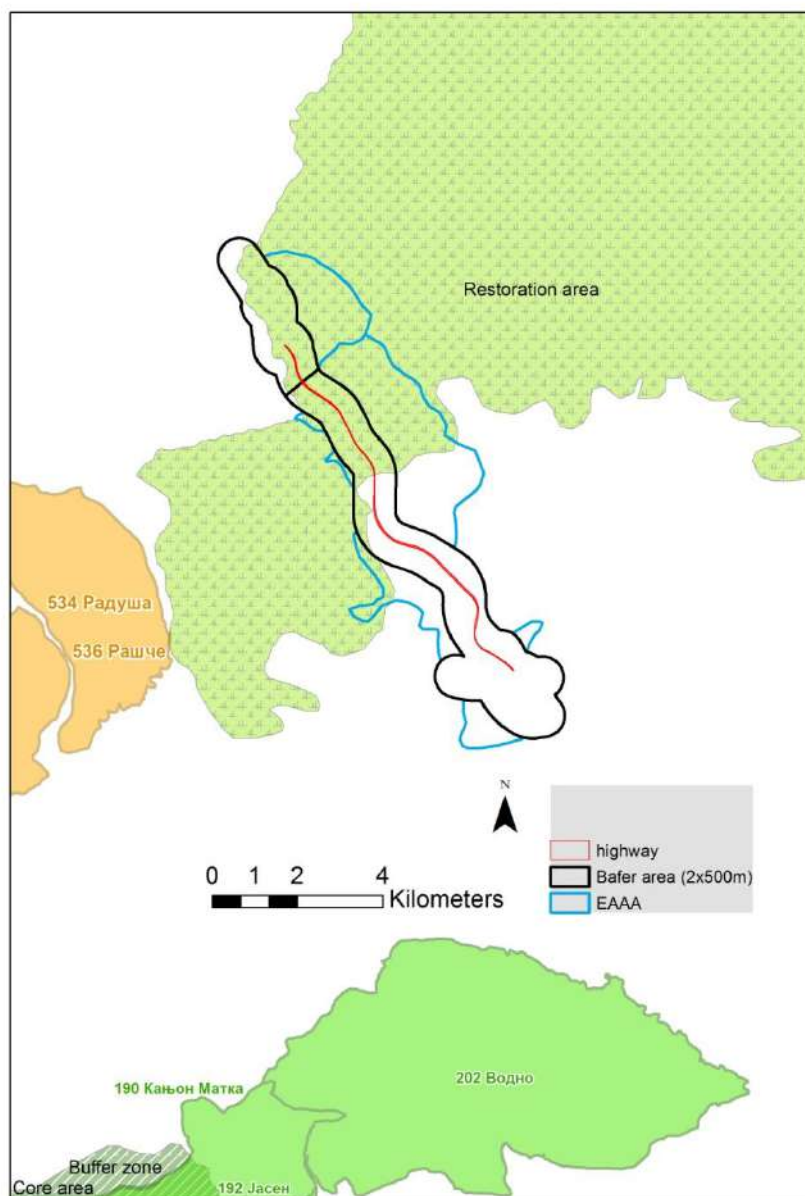 Restoration area
534 Радуша
536 Рашче
N
0 1 2 4
Kilometers
highway
Bafer area (2x500m)
EAAA
202 Водно
190 Кањон Матка
Buffer zone
Core area
192 Јасен